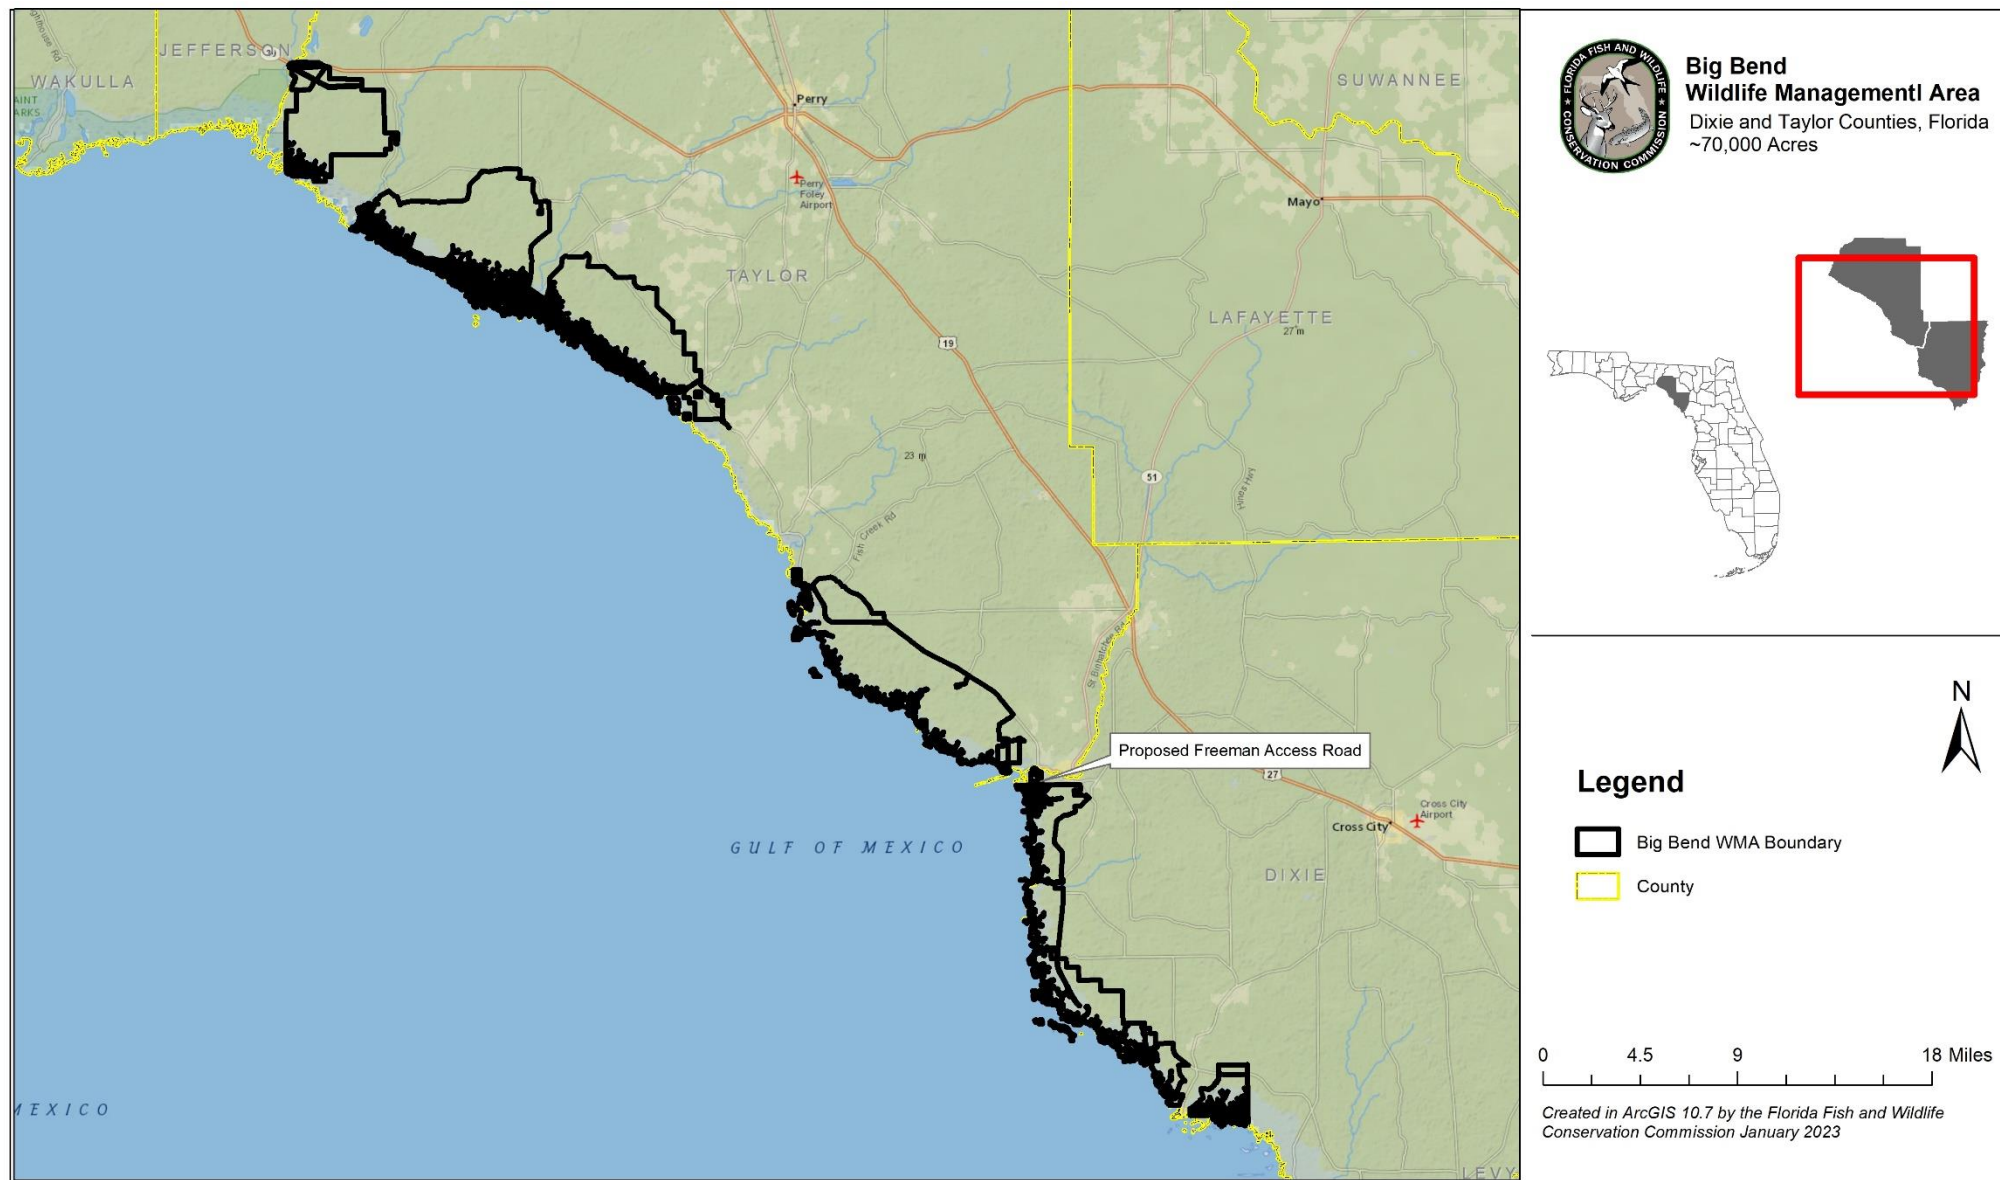 JEFFERSON
WAKULLA
SUWANNEE
Perry
Perry
Foley
Airport
Mayo
TAYLOR
LAFAYETTE
27 m
19
23 m
51
Hines Hwy
Fish Creek Rd
Proposed Freeman Access Road
27
Cross City
Cross City
Airport
GULF OF MEXICO
DIXIE
MEXICO
LEVY
FLORIDA FISH AND WILDLIFE
CONSERVATION COMMISSION
Big Bend
Wildlife Managementl Area
Dixie and Taylor Counties, Florida
~70,000 Acres
N
Legend
Big Bend WMA Boundary
County
0 4.5 9 18 Miles
Created in ArcGIS 10.7 by the Florida Fish and Wildlife
Conservation Commission January 2023